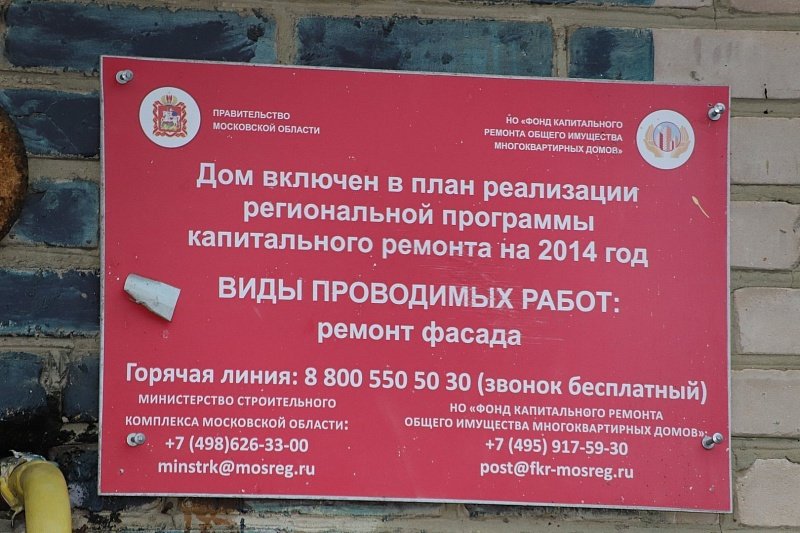 ПРАВИТЕЛЬСТВО
МОСКОВСКОЙ ОБЛАСТИ
НО «ФОНД КАПИТАЛЬНОГО
РЕМОНТА ОБЩЕГО ИМУЩЕСТВА
МНОГОКВАРТИРНЫХ ДОМОВ»
Дом включен в план реализации
региональной программы
капитального ремонта на 2014 год
ВИДЫ ПРОВОДИМЫХ РАБОТ:
ремонт фасада
Горячая линия: 8 800 550 50 30 (звонок бесплатный)
МИНИСТЕРСТВО СТРОИТЕЛЬНОГО
КОМПЛЕКСА МОСКОВСКОЙ ОБЛАСТИ:
+7 (498)626-33-00
minstrk@mosreg.ru
НО «ФОНД КАПИТАЛЬНОГО РЕМОНТА
ОБЩЕГО ИМУЩЕСТВА МНОГОКВАРТИРНЫХ ДОМОВ»:
+7 (495) 917-59-30
post@fkr-mosreg.ru